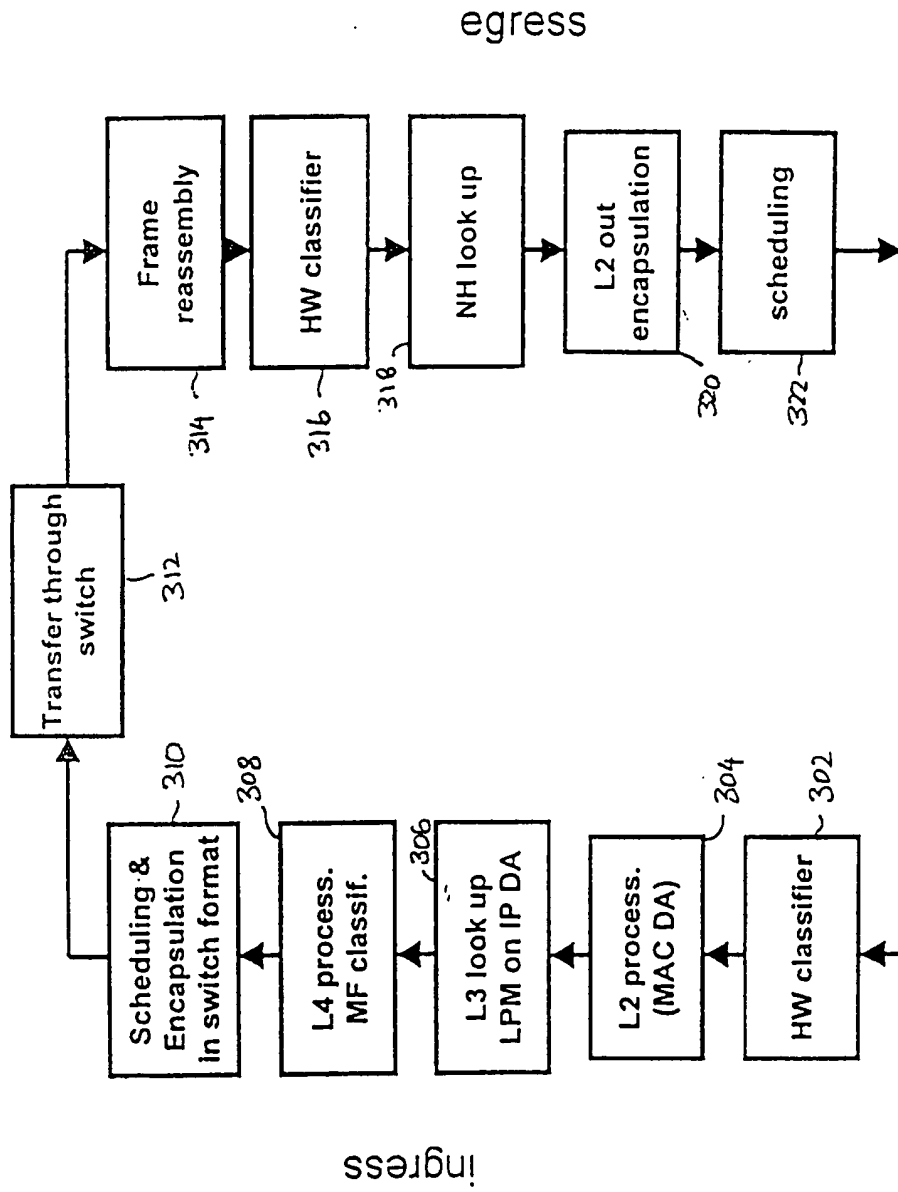 ingress
HW classifier
302
L2 process.
(MAC DA)
304
L3 look up
LPM on IP DA
306
L4 process.
MF classif.
308
Scheduling &
Encapsulation
in switch format
310
Transfer through
switch
312
egress
Frame
reassembly
314
HW classifier
316
NH look up
318
L2 out
encapsulation
320
scheduling
322